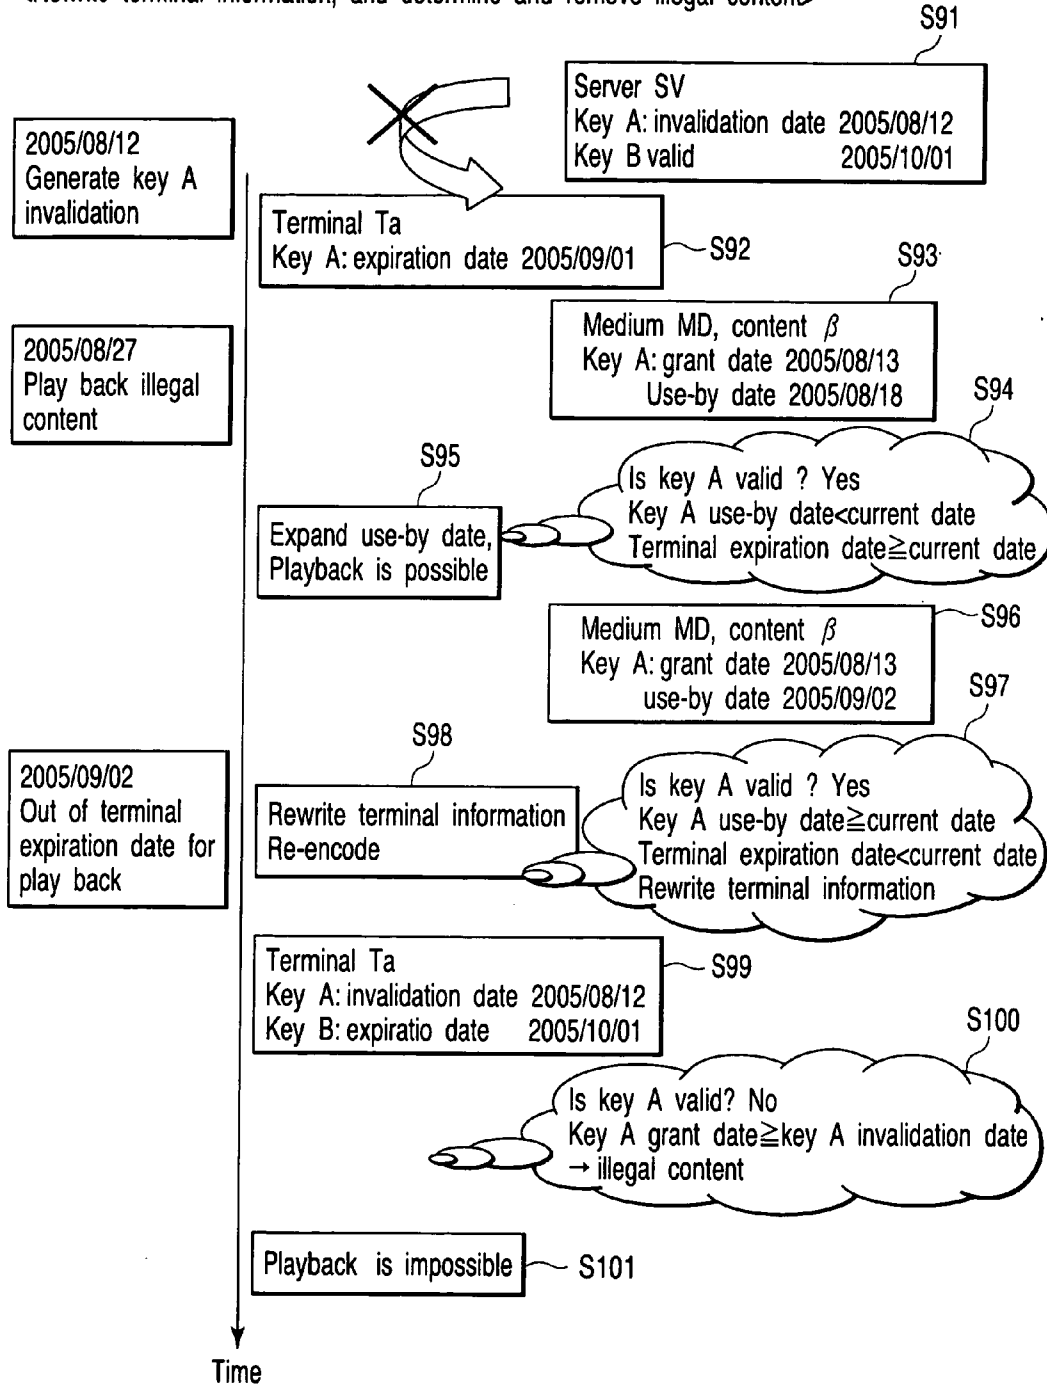 S91
Server SV
Key A: invalidation date 2005/08/12
Key B valid 2005/10/01
2005/08/12
Generate key A
invalidation
Terminal Ta
Key A: expiration date 2005/09/01
S92
S93
Medium MD, content β
Key A: grant date 2005/08/13
Use-by date 2005/08/18
2005/08/27
Play back illegal
content
S94
Is key A valid ? Yes
Key A use-by date<current date
Terminal expiration date≧current date
S95
Expand use-by date,
Playback is possible
S96
Medium MD, content β
Key A: grant date 2005/08/13
use-by date 2005/09/02
S97
Is key A valid ? Yes
Key A use-by date≧current date
Terminal expiration date<current date
Rewrite terminal information
S98
2005/09/02
Out of terminal
expiration date for
play back
Rewrite terminal information
Re-encode
Terminal Ta
Key A: invalidation date 2005/08/12
Key B: expiratio date 2005/10/01
S99
S100
Is key A valid? No
Key A grant date≧key A invalidation date
→ illegal content
Playback is impossible
S101
Time